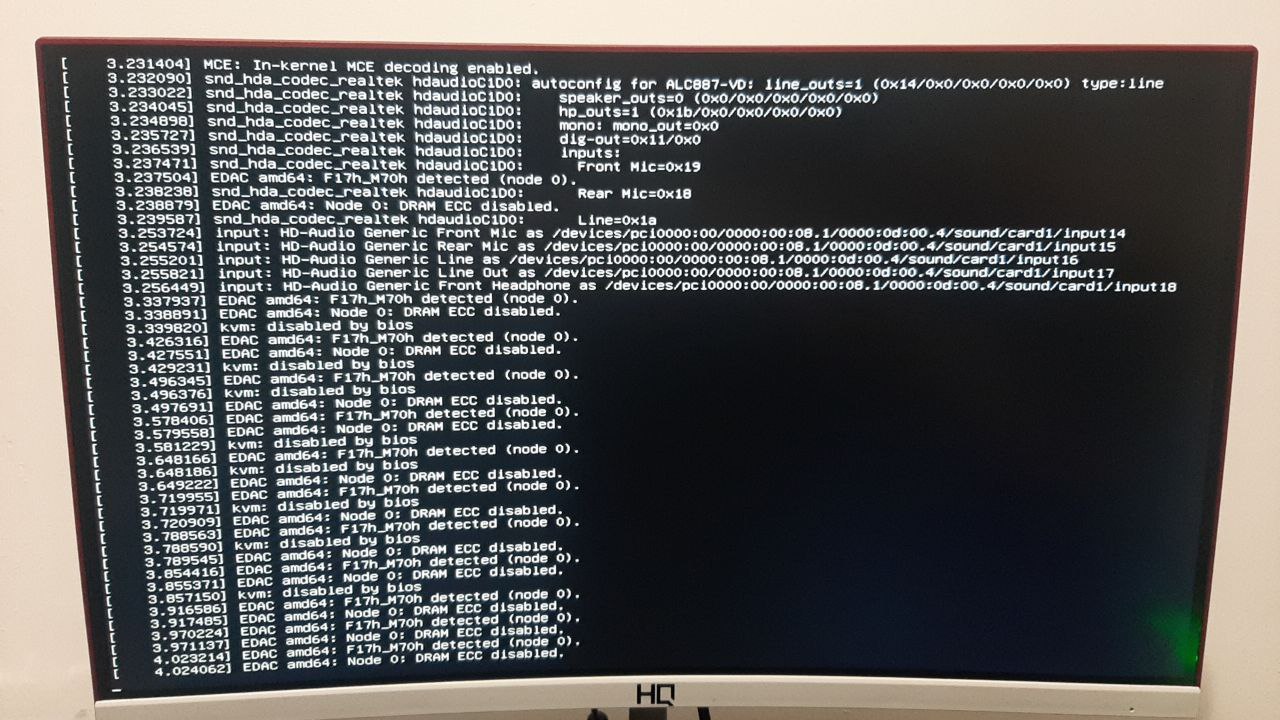 [    3.231404] MCE: In-kernel MCE decoding enabled.
[    3.232090] snd_hda_codec_realtek hdaudioC1D0: autoconfig for ALC887-VD: line_outs=1 (0x14/0x0/0x0/0x0/0x0) type:line
[    3.233022] snd_hda_codec_realtek hdaudioC1D0:    speaker_outs=0 (0x0/0x0/0x0/0x0/0x0)
[    3.234045] snd_hda_codec_realtek hdaudioC1D0:    hp_outs=1 (0x1b/0x0/0x0/0x0/0x0)
[    3.234898] snd_hda_codec_realtek hdaudioC1D0:    mono: mono_out=0x0
[    3.235727] snd_hda_codec_realtek hdaudioC1D0:    dig-out=0x11/0x0
[    3.236539] snd_hda_codec_realtek hdaudioC1D0:    inputs:
[    3.237471] snd_hda_codec_realtek hdaudioC1D0:      Front Mic=0x19
[    3.237504] EDAC amd64: F17h_M70h detected (node 0).
[    3.238238] snd_hda_codec_realtek hdaudioC1D0:      Rear Mic=0x18
[    3.238879] EDAC amd64: Node 0: DRAM ECC disabled.
[    3.239587] snd_hda_codec_realtek hdaudioC1D0:      Line=0x1a
[    3.253724] input: HD-Audio Generic Front Mic as /devices/pci0000:00/0000:00:08.1/0000:0d:00.4/sound/card1/input14
[    3.254574] input: HD-Audio Generic Rear Mic as /devices/pci0000:00/0000:00:08.1/0000:0d:00.4/sound/card1/input15
[    3.255201] input: HD-Audio Generic Line as /devices/pci0000:00/0000:00:08.1/0000:0d:00.4/sound/card1/input16
[    3.255821] input: HD-Audio Generic Line Out as /devices/pci0000:00/0000:00:08.1/0000:0d:00.4/sound/card1/input17
[    3.256449] input: HD-Audio Generic Front Headphone as /devices/pci0000:00/0000:00:08.1/0000:0d:00.4/sound/card1/input18
[    3.337937] EDAC amd64: F17h_M70h detected (node 0).
[    3.338891] EDAC amd64: Node 0: DRAM ECC disabled.
[    3.339820] kvm: disabled by bios
[    3.426316] EDAC amd64: F17h_M70h detected (node 0).
[    3.427551] EDAC amd64: Node 0: DRAM ECC disabled.
[    3.429231] kvm: disabled by bios
[    3.496345] EDAC amd64: F17h_M70h detected (node 0).
[    3.496376] kvm: disabled by bios
[    3.497691] EDAC amd64: Node 0: DRAM ECC disabled.
[    3.578406] EDAC amd64: F17h_M70h detected (node 0).
[    3.579558] EDAC amd64: Node 0: DRAM ECC disabled.
[    3.581229] kvm: disabled by bios
[    3.648166] EDAC amd64: F17h_M70h detected (node 0).
[    3.648186] kvm: disabled by bios
[    3.649222] EDAC amd64: Node 0: DRAM ECC disabled.
[    3.719955] EDAC amd64: F17h_M70h detected (node 0).
[    3.719971] kvm: disabled by bios
[    3.720909] EDAC amd64: Node 0: DRAM ECC disabled.
[    3.788563] EDAC amd64: F17h_M70h detected (node 0).
[    3.788590] kvm: disabled by bios
[    3.789545] EDAC amd64: Node 0: DRAM ECC disabled.
[    3.854416] EDAC amd64: F17h_M70h detected (node 0).
[    3.855371] EDAC amd64: Node 0: DRAM ECC disabled.
[    3.857150] kvm: disabled by bios
[    3.916586] EDAC amd64: F17h_M70h detected (node 0).
[    3.917485] EDAC amd64: Node 0: DRAM ECC disabled.
[    3.970224] EDAC amd64: F17h_M70h detected (node 0).
[    3.971137] EDAC amd64: Node 0: DRAM ECC disabled.
[    4.023214] EDAC amd64: F17h_M70h detected (node 0).
[    4.024062] EDAC amd64: Node 0: DRAM ECC disabled.
HQ